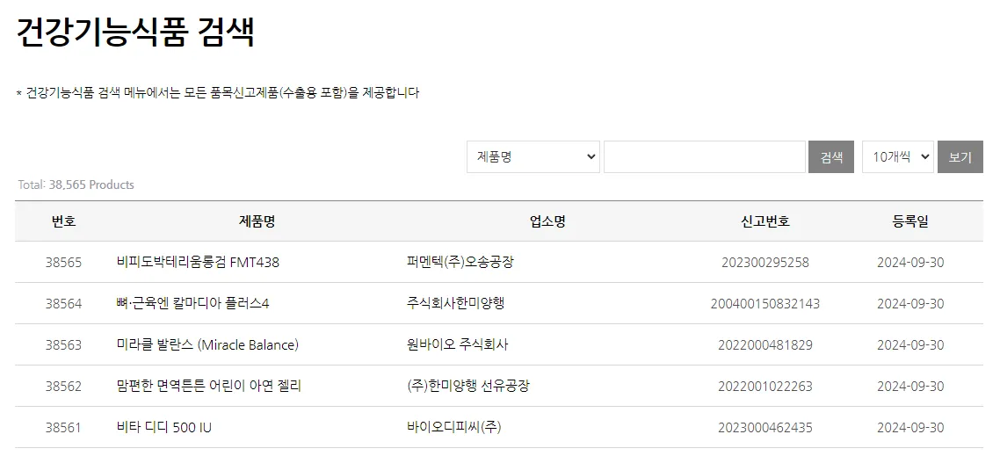 건강기능식품 검색
* 건강기능식품 검색 메뉴에서는 모든 품목신고제품(수출용 포함)을 제공합니다
제품명 검색 10개씩 보기
Total: 38,565 Products
번호 제품명 업소명 신고번호 등록일
38565 비피도박테리움롱검 FMT438 퍼멘텍(주)오송공장 202300295258 2024-09-30
38564 뼈·근육엔 칼마디아 플러스4 주식회사한미양행 200400150832143 2024-09-30
38563 미라클 발란스 (Miracle Balance) 원바이오 주식회사 2022000481829 2024-09-30
38562 맘편한 면역튼튼 어린이 아연 젤리 (주)한미양행 선유공장 2022001022263 2024-09-30
38561 비타 디디 500 IU 바이오디피씨(주) 2023000462435 2024-09-30